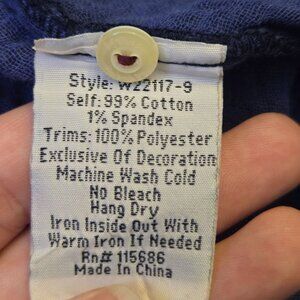 Style: W22117-9
Self: 99% Cotton
1% Spandex
Trims: 100% Polyester
Exclusive Of Decoration
Machine Wash Cold
No Bleach
Hang Dry
Iron Inside Out With
Warm Iron If Needed
Rn# 115686
Made In China